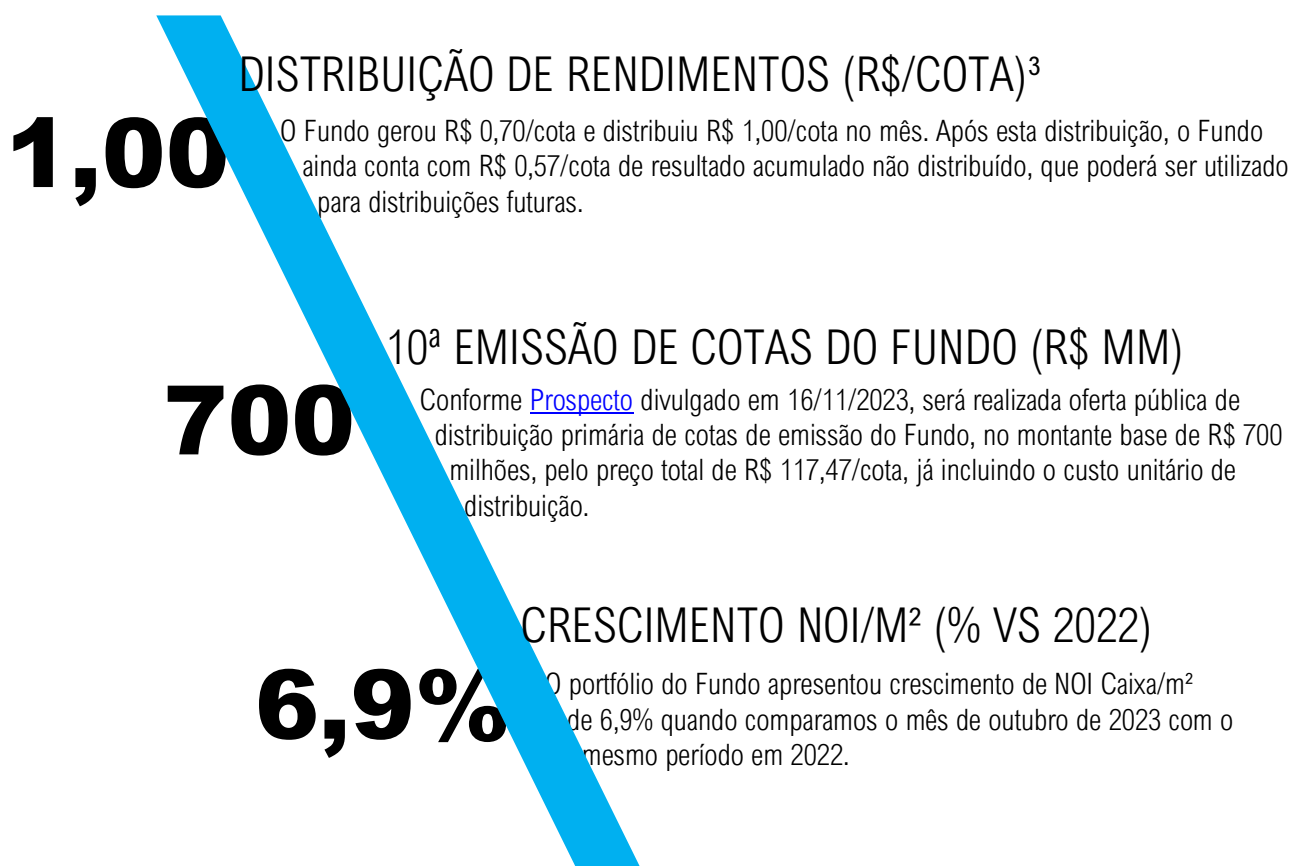 DISTRIBUIÇÃO DE RENDIMENTOS (R$/COTA)³
1,00
O Fundo gerou R$ 0,70/cota e distribuiu R$ 1,00/cota no mês. Após esta distribuição, o Fundo
ainda conta com R$ 0,57/cota de resultado acumulado não distribuído, que poderá ser utilizado
para distribuições futuras.
10ª EMISSÃO DE COTAS DO FUNDO (R$ MM)
700
Conforme Prospecto divulgado em 16/11/2023, será realizada oferta pública de
distribuição primária de cotas de emissão do Fundo, no montante base de R$ 700
milhões, pelo preço total de R$ 117,47/cota, já incluindo o custo unitário de
distribuição.
CRESCIMENTO NOI/M² (% VS 2022)
6,9%
O portfólio do Fundo apresentou crescimento de NOI Caixa/m²
de 6,9% quando comparamos o mês de outubro de 2023 com o
mesmo período em 2022.